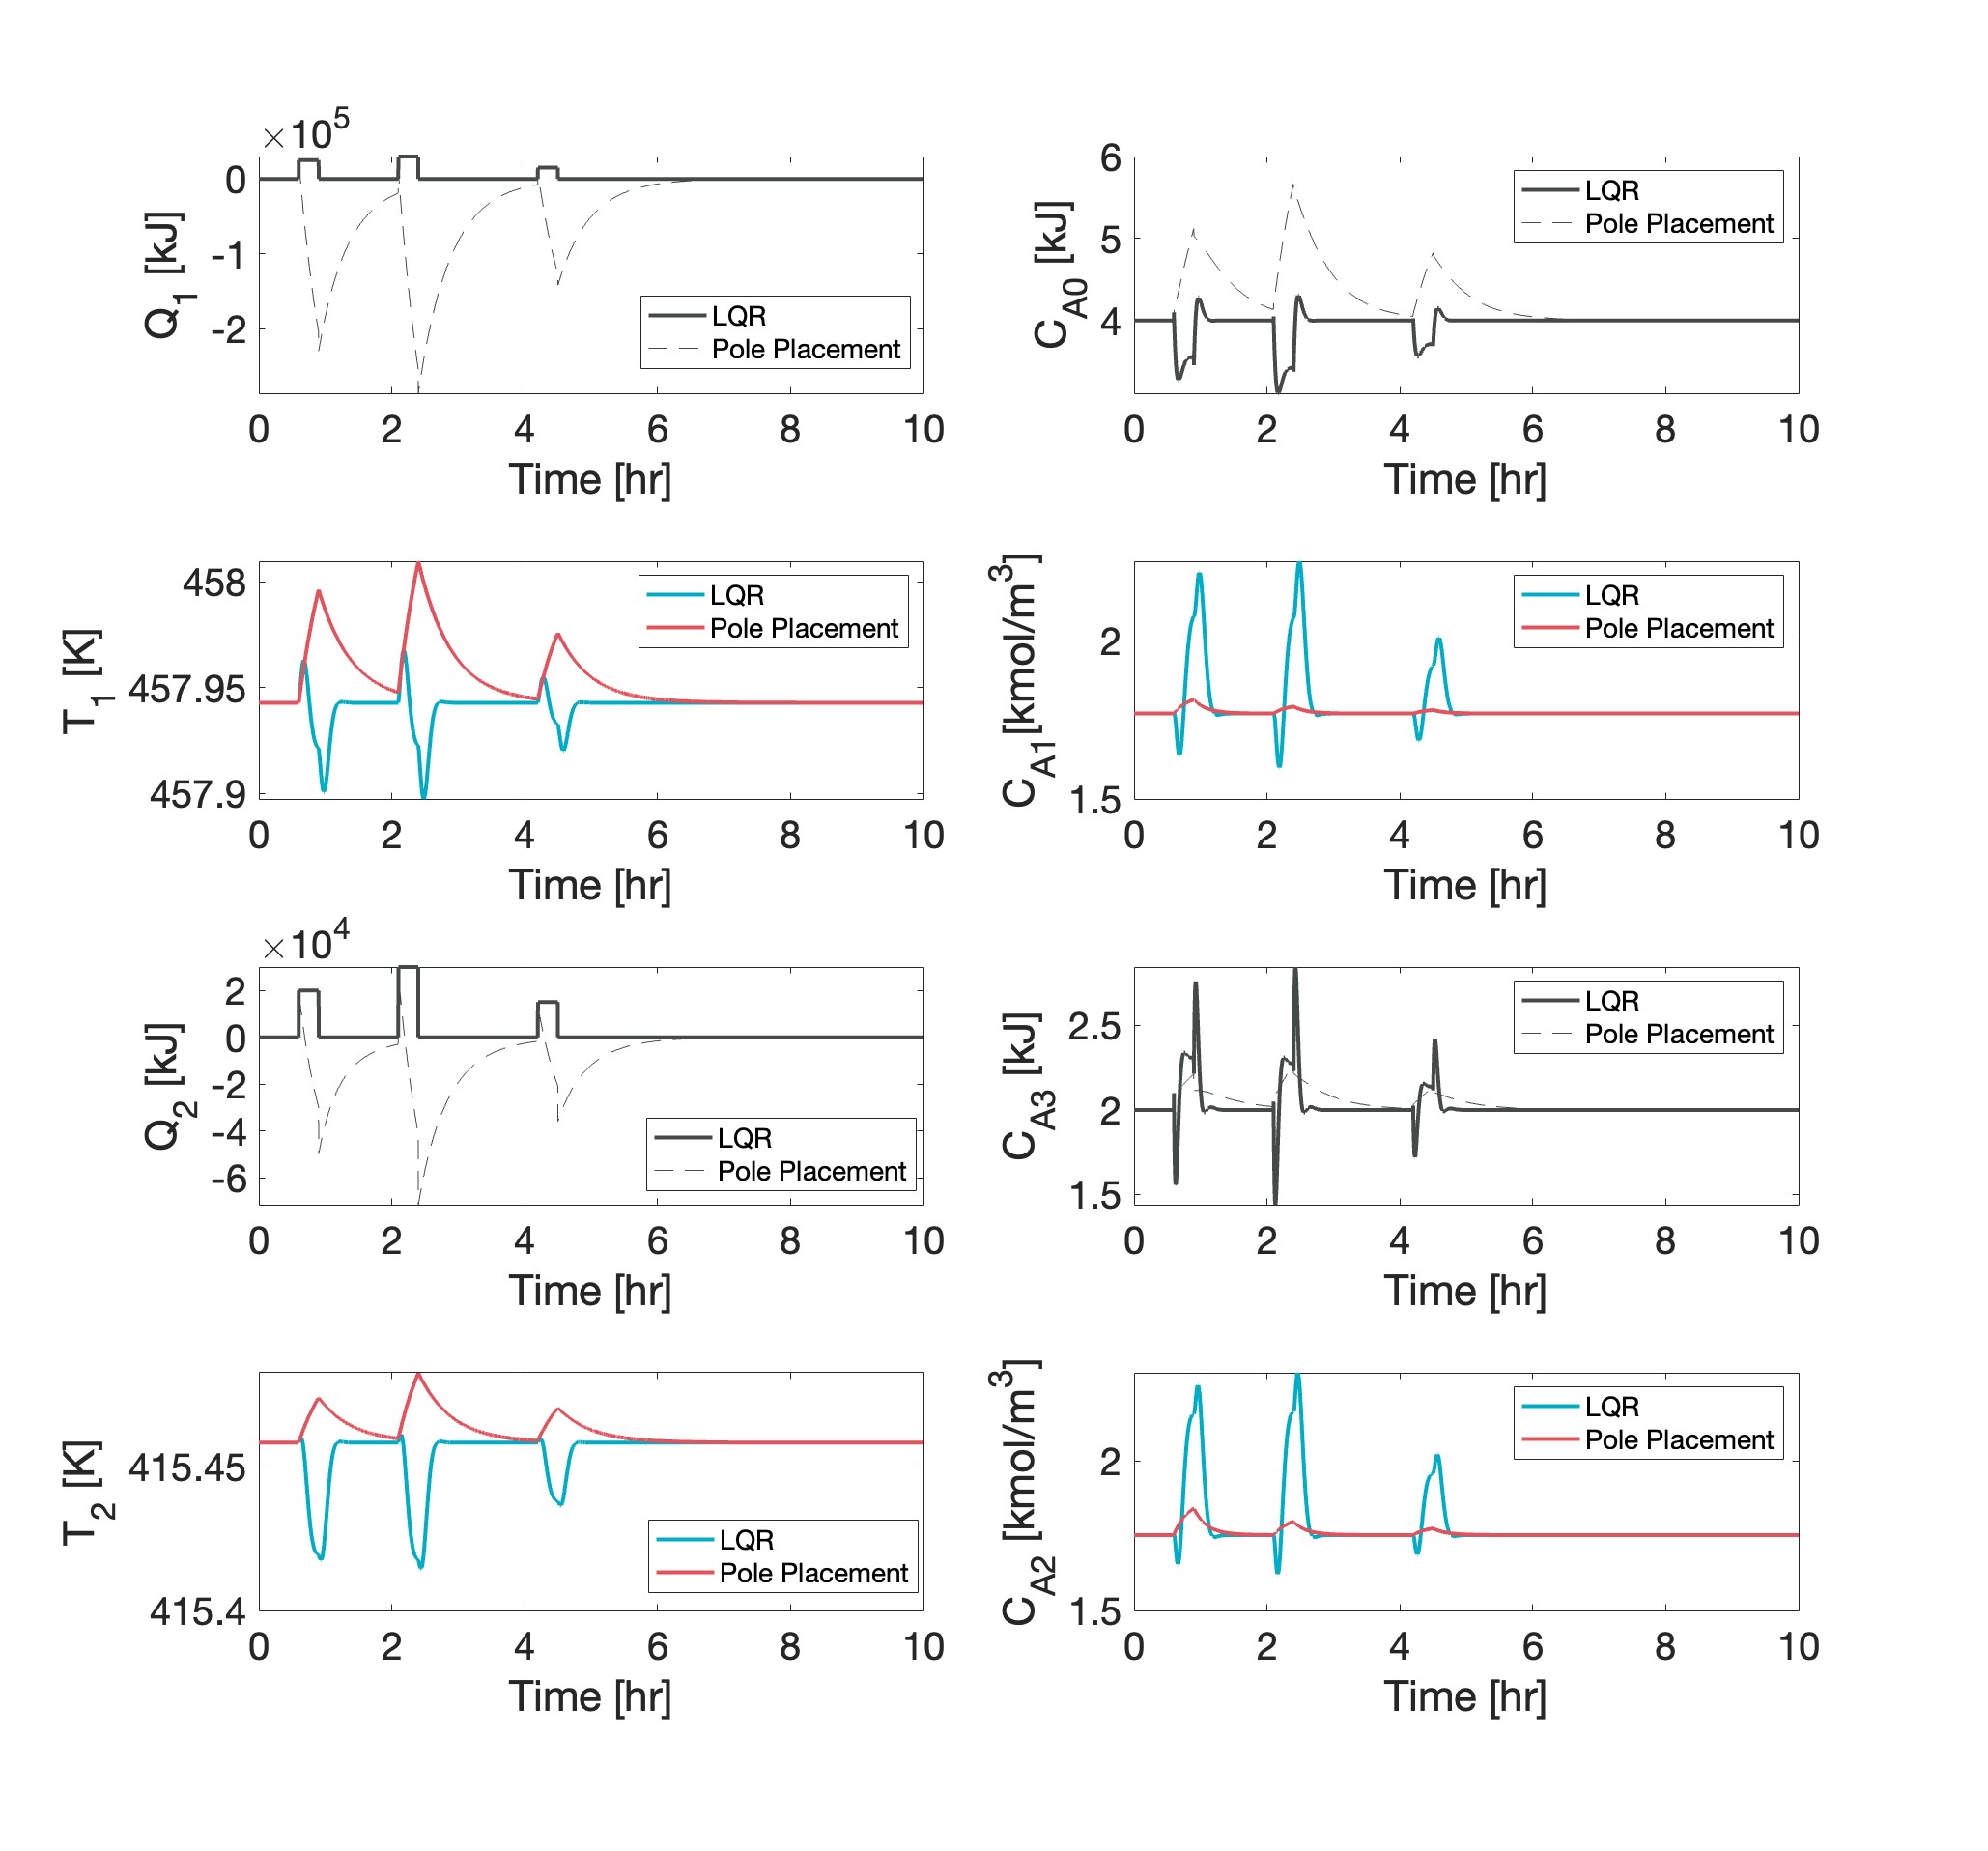 ×10^5
Q_1 [kJ]
0
-1
-2
LQR
Pole Placement
0 2 4 6 8 10
Time [hr]
C_A0 [kJ]
6
5
4
LQR
Pole Placement
0 2 4 6 8 10
Time [hr]
T_1 [K]
458
457.95
457.9
LQR
Pole Placement
0 2 4 6 8 10
Time [hr]
C_A1[kmol/m^3]
2
1.5
LQR
Pole Placement
0 2 4 6 8 10
Time [hr]
×10^4
Q_2 [kJ]
2
0
-2
-4
-6
LQR
Pole Placement
0 2 4 6 8 10
Time [hr]
C_A3 [kJ]
2.5
2
1.5
LQR
Pole Placement
0 2 4 6 8 10
Time [hr]
T_2 [K]
415.45
415.4
LQR
Pole Placement
0 2 4 6 8 10
Time [hr]
C_A2 [kmol/m^3]
2
1.5
LQR
Pole Placement
0 2 4 6 8 10
Time [hr]